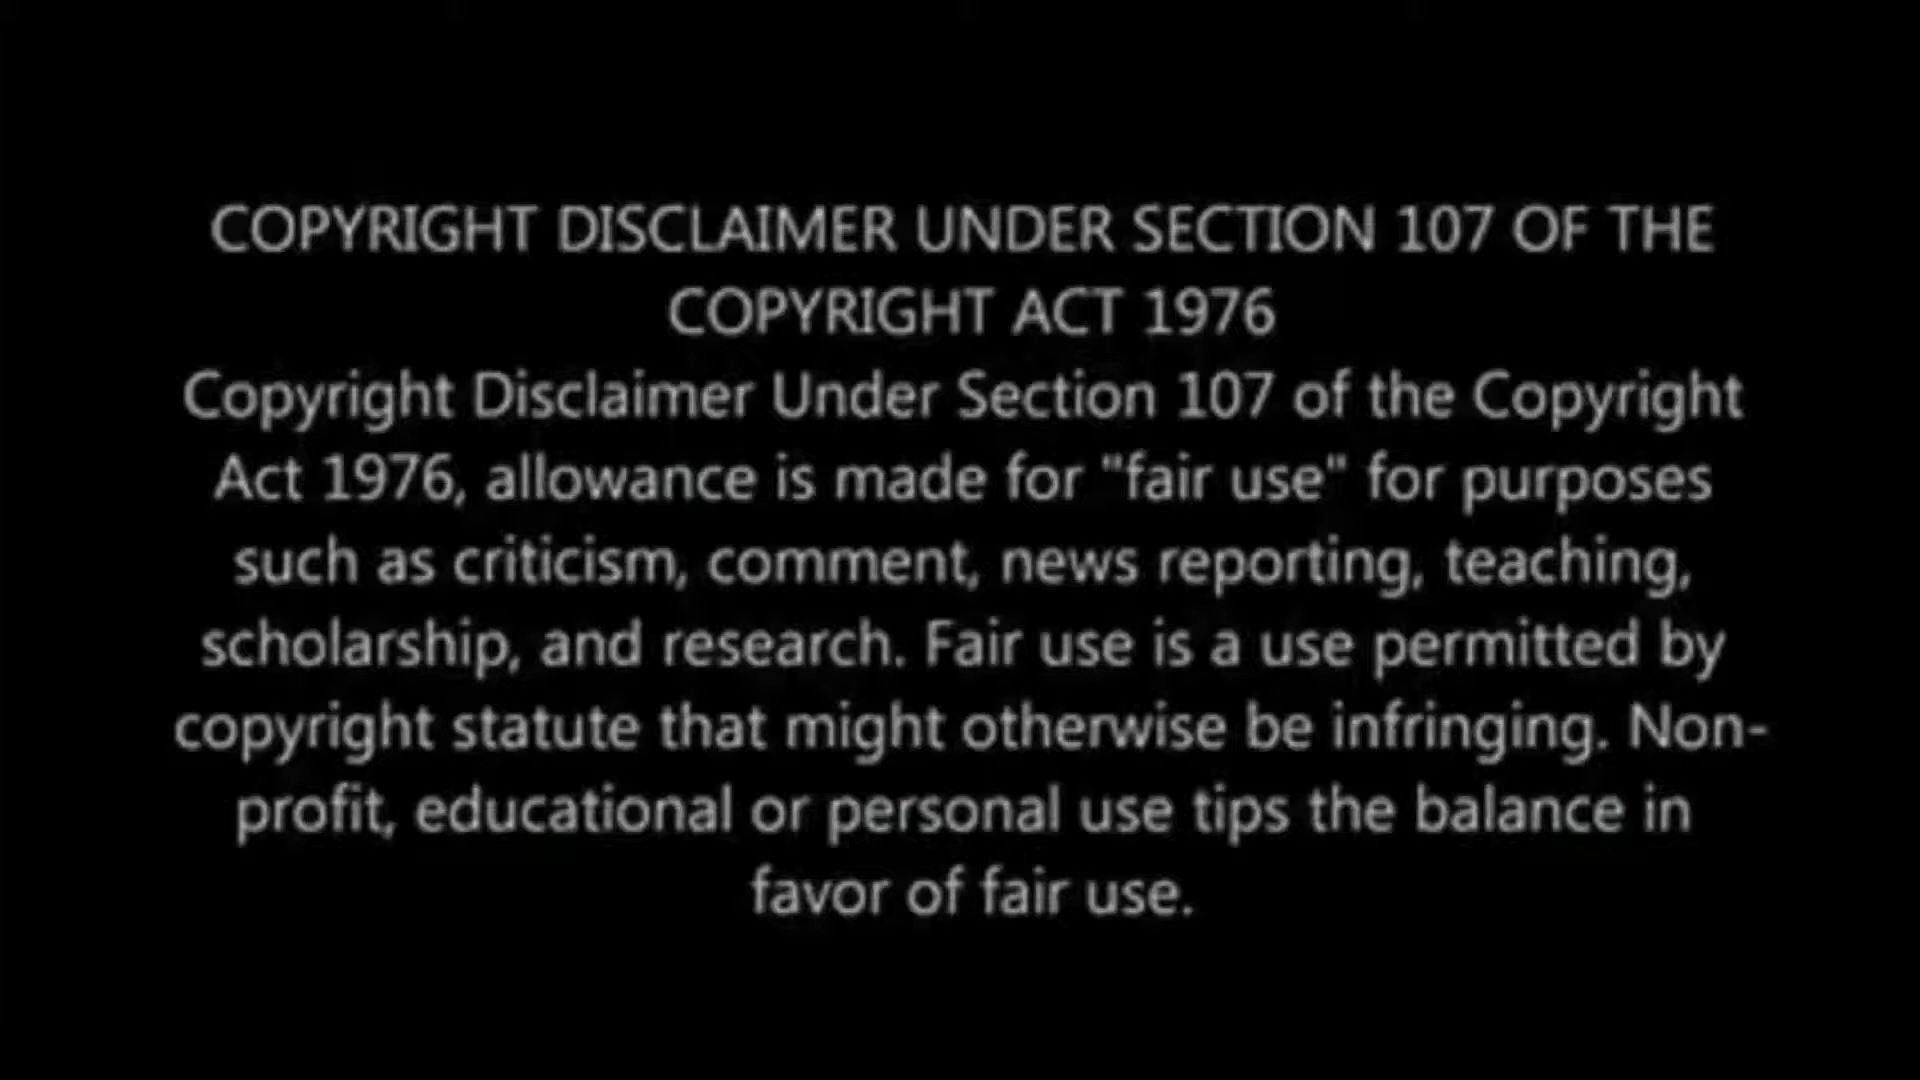 COPYRIGHT DISCLAIMER UNDER SECTION 107 OF THE
COPYRIGHT ACT 1976
Copyright Disclaimer Under Section 107 of the Copyright
Act 1976, allowance is made for "fair use" for purposes
such as criticism, comment, news reporting, teaching,
scholarship, and research. Fair use is a use permitted by
copyright statute that might otherwise be infringing. Non-
profit, educational or personal use tips the balance in
favor of fair use.